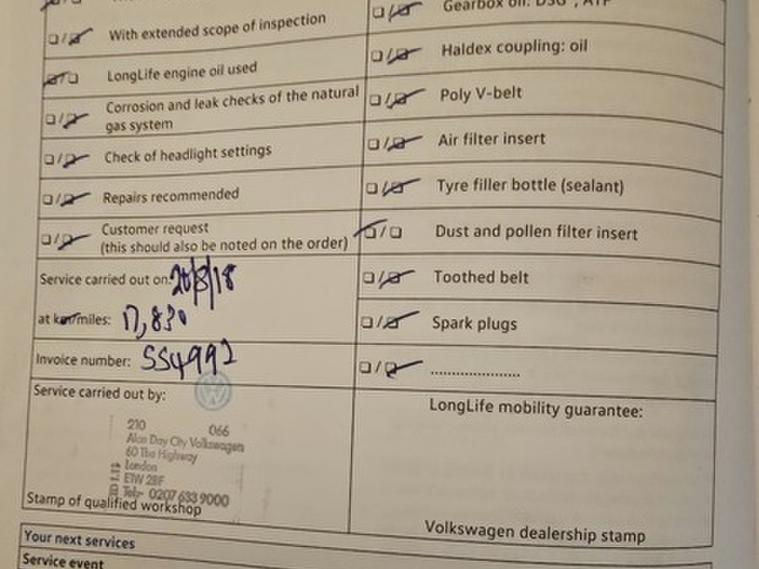 With extended scope of inspection
LongLife engine oil used
Corrosion and leak checks of the natural
gas system
Check of headlight settings
Repairs recommended
Customer request
(this should also be noted on the order)
Service carried out on:
at km/miles: 17,830
Invoice number: SS4992
Service carried out by:
210 066
Alan Day City Volkswagen
60 The Highway
London
E1W 2BF
Tel:- 0207 633 9000
Stamp of qualified workshop
Gearbox oil: DSG , ATF
Haldex coupling: oil
Poly V-belt
Air filter insert
Tyre filler bottle (sealant)
Dust and pollen filter insert
Toothed belt
Spark plugs
....................
LongLife mobility guarantee:
Volkswagen dealership stamp
Your next services
Service event